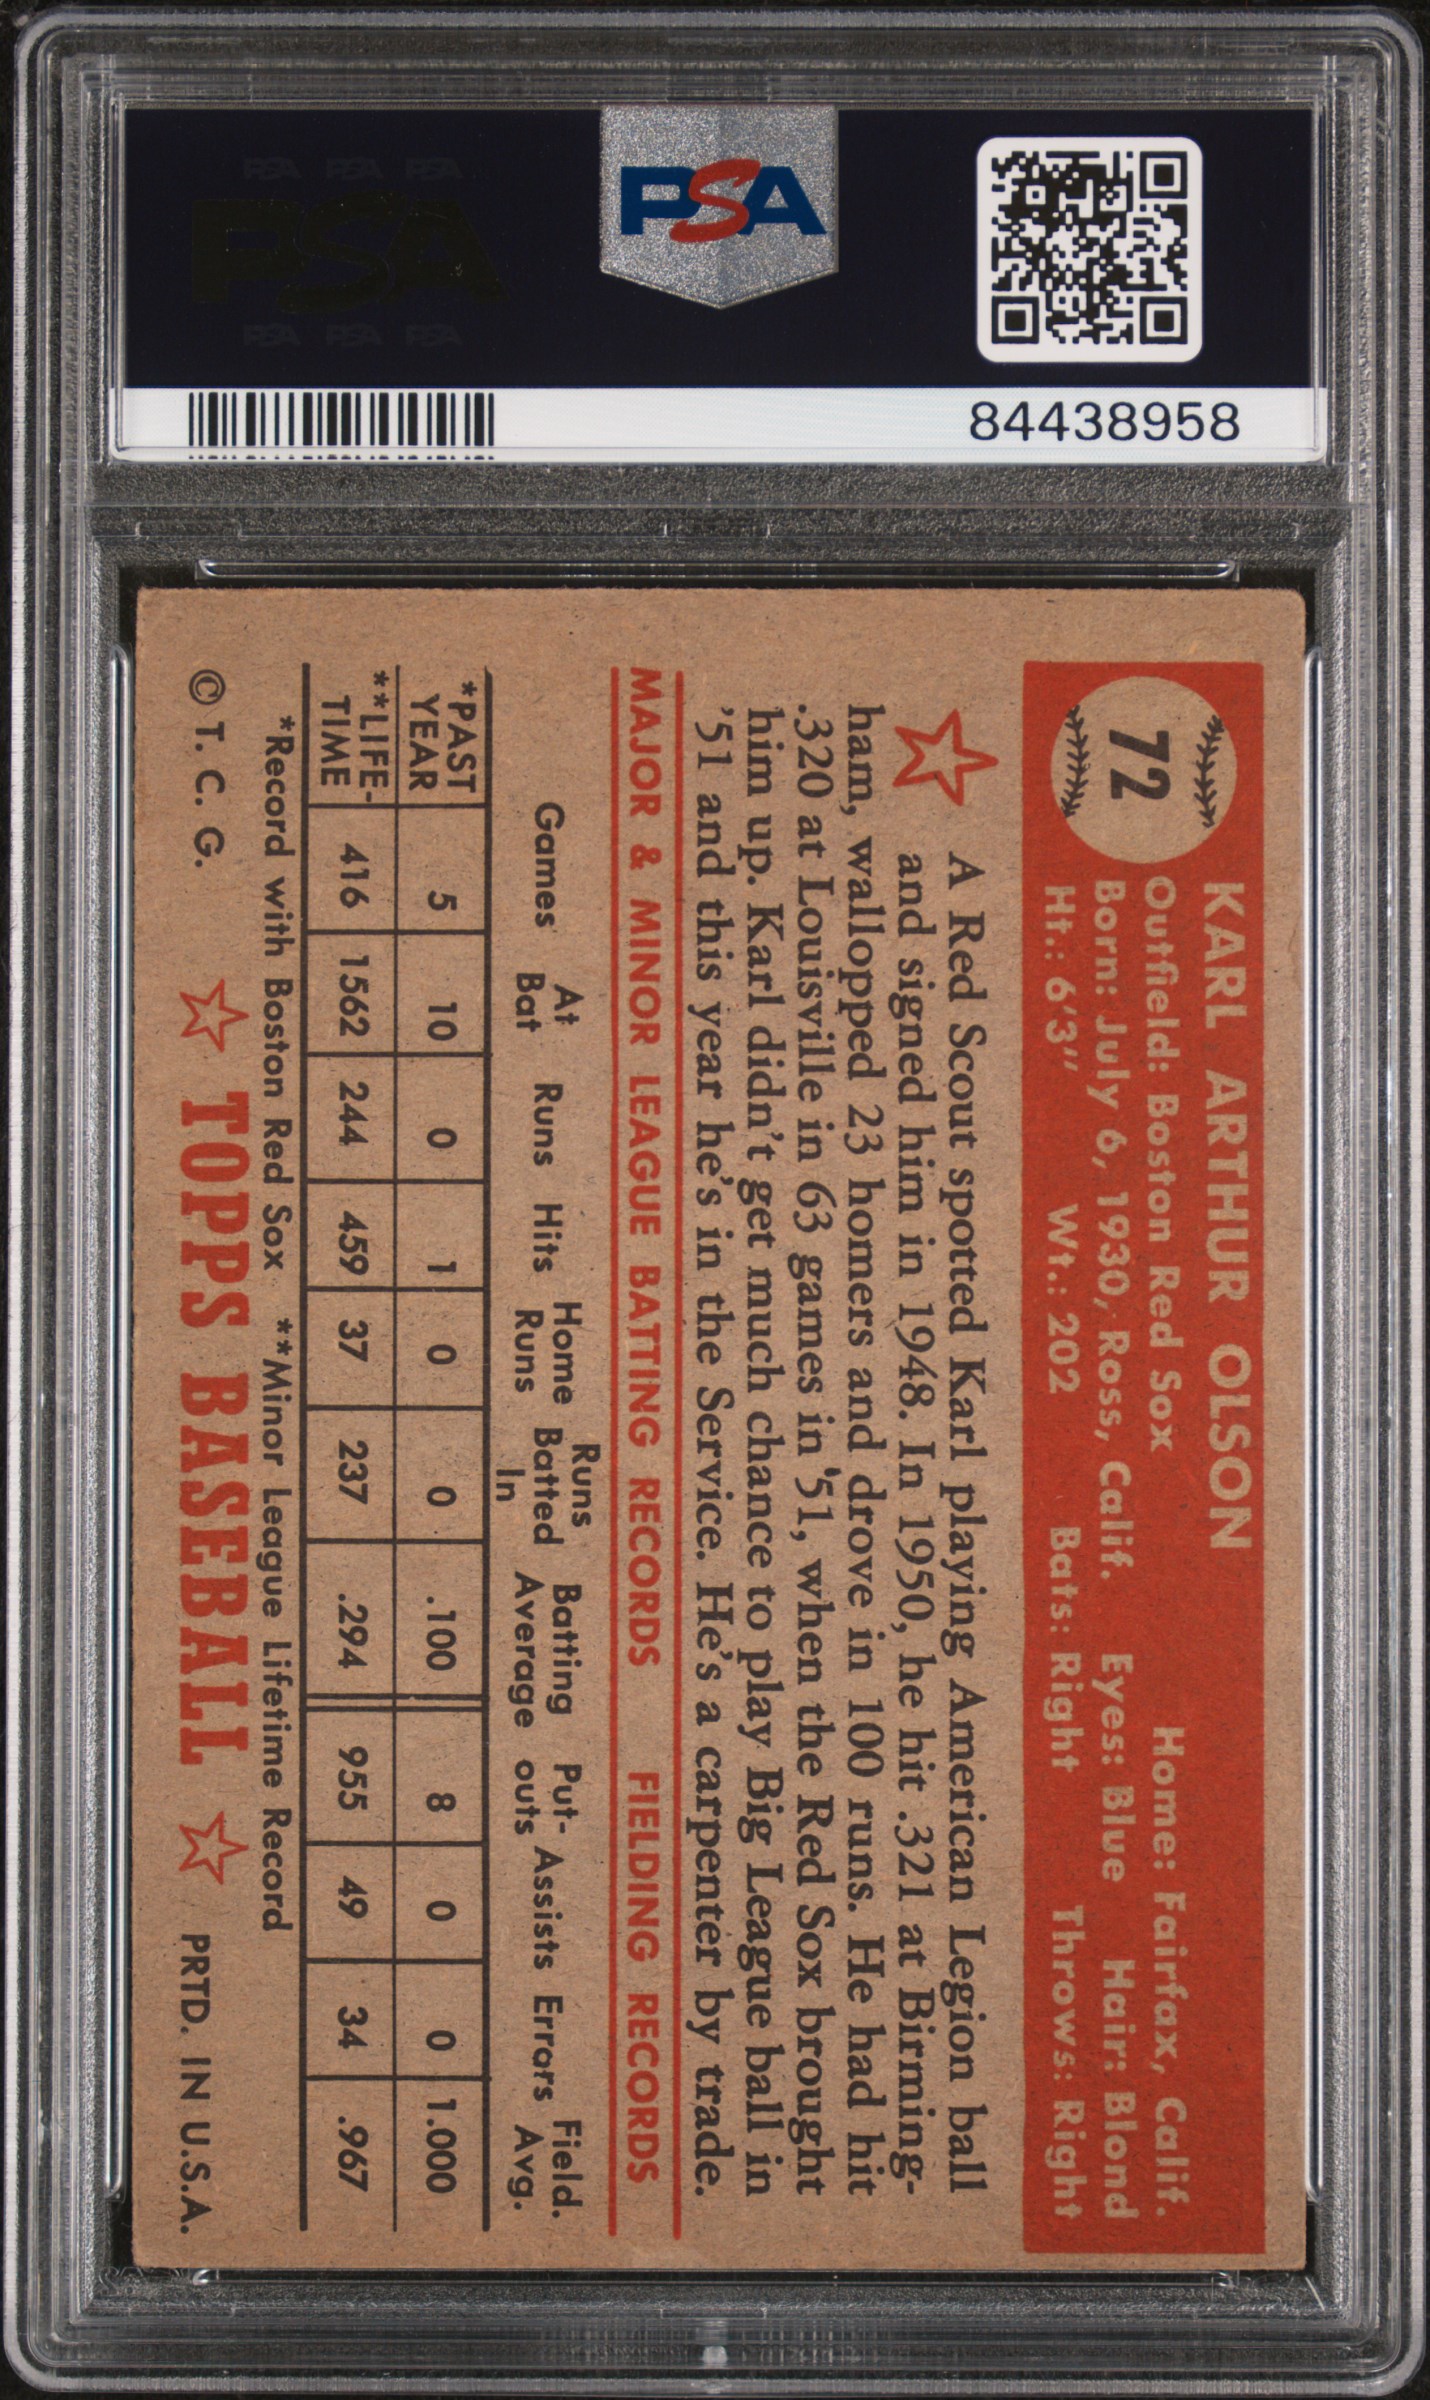 PSA PSA PSA
PSA
PSA PSA PSA
PSA
84438958
72
KARL ARTHUR OLSON
Outfield: Boston Red Sox Home: Fairfax, Calif.
Born: July 6, 1930, Ross, Calif. Eyes: Blue Hair: Blond
Ht.: 6'3" Wt.: 202 Bats: Right Throws: Right
A Red Scout spotted Karl playing American Legion ball
and signed him in 1948. In 1950, he hit .321 at Birming-
ham, wallopped 23 homers and drove in 100 runs. He had hit
.320 at Louisville in 63 games in '51, when the Red Sox brought
him up. Karl didn't get much chance to play Big League ball in
'51 and this year he's in the Service. He's a carpenter by trade.
MAJOR & MINOR LEAGUE BATTING RECORDS FIELDING RECORDS
Games At Bat Runs Hits Home Runs Runs Batted In Batting Average Put-outs Assists Errors Field. Avg.
*PAST YEAR 5 10 0 1 0 0 .100 8 0 0 1.000
**LIFE-TIME 416 1562 244 459 37 237 .294 955 49 34 .967
*Record with Boston Red Sox **Minor League Lifetime Record
© T. C. G. TOPPS BASEBALL PRTD. IN U.S.A.